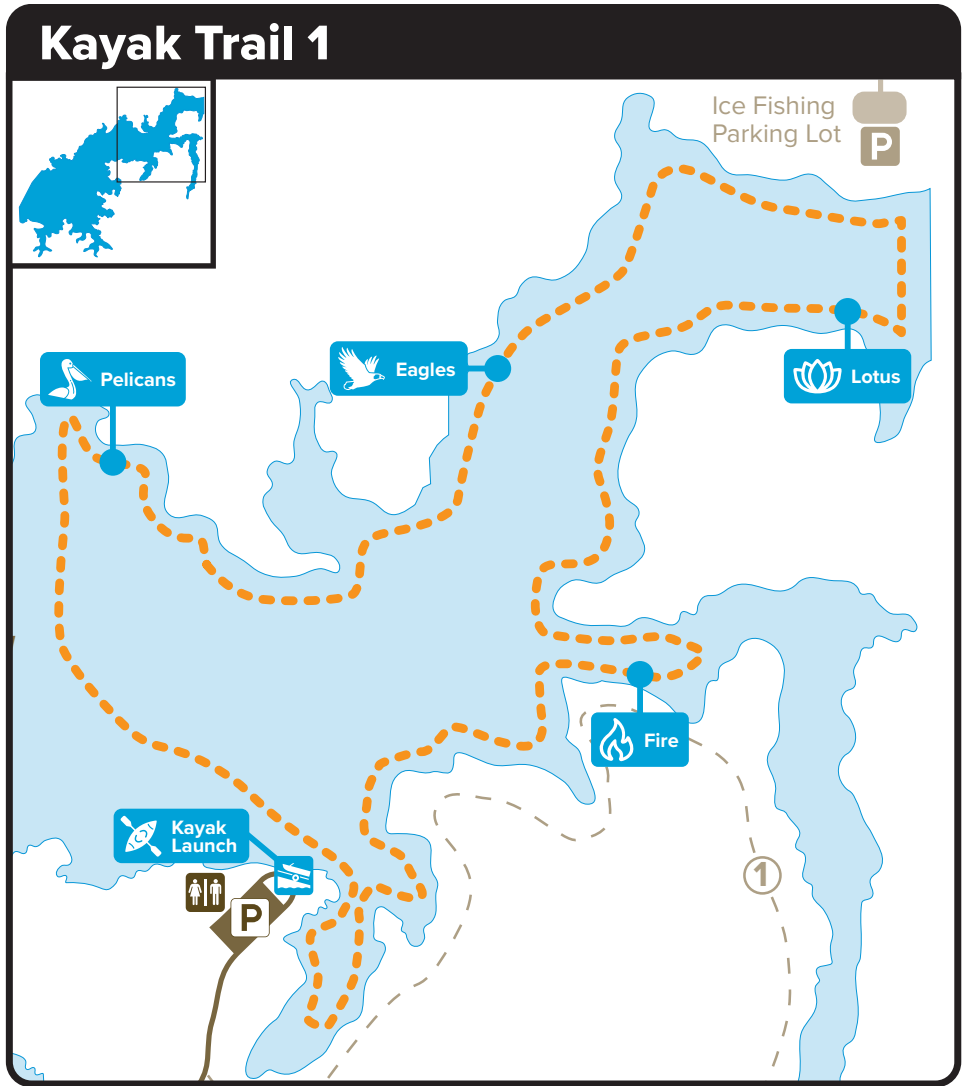 Kayak Trail 1
Ice Fishing
Parking Lot
P
Pelicans
Eagles
Lotus
Fire
Kayak
Launch
P
1